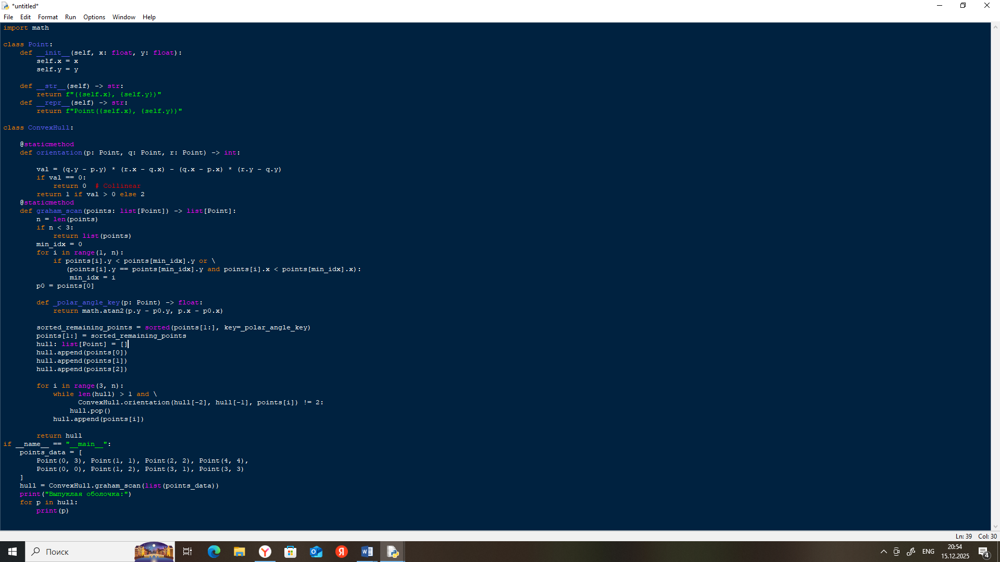 *untitled*
File Edit Format Run Options Window Help
import math
class Point:
    def __init__(self, x: float, y: float):
        self.x = x
        self.y = y
    def __str__(self) -> str:
        return f"({self.x}, {self.y})"
    def __repr__(self) -> str:
        return f"Point({self.x}, {self.y})"
class ConvexHull:
    @staticmethod
    def orientation(p: Point, q: Point, r: Point) -> int:
        val = (q.y - p.y) * (r.x - q.x) - (q.x - p.x) * (r.y - q.y)
        if val == 0:
            return 0  # Collinear
        return 1 if val > 0 else 2
    @staticmethod
    def graham_scan(points: list[Point]) -> list[Point]:
        n = len(points)
        if n < 3:
            return list(points)
        min_idx = 0
        for i in range(1, n):
            if points[i].y < points[min_idx].y or \
               (points[i].y == points[min_idx].y and points[i].x < points[min_idx].x):
                min_idx = i
        p0 = points[0]
        def _polar_angle_key(p: Point) -> float:
            return math.atan2(p.y - p0.y, p.x - p0.x)
        sorted_remaining_points = sorted(points[1:], key=_polar_angle_key)
        points[1:] = sorted_remaining_points
        hull: list[Point] = []
        hull.append(points[0])
        hull.append(points[1])
        hull.append(points[2])
        for i in range(3, n):
            while len(hull) > 1 and \
                  ConvexHull.orientation(hull[-2], hull[-1], points[i]) != 2:
                hull.pop()
            hull.append(points[i])
        return hull
if __name__ == "__main__":
    points_data = [
        Point(0, 3), Point(1, 1), Point(2, 2), Point(4, 4),
        Point(0, 0), Point(1, 2), Point(3, 1), Point(3, 3)
    ]
    hull = ConvexHull.graham_scan(list(points_data))
    print("Выпуклая оболочка:")
    for p in hull:
        print(p)
Ln: 39 Col: 30
Поиск
ENG
20:54
15.12.2025
4